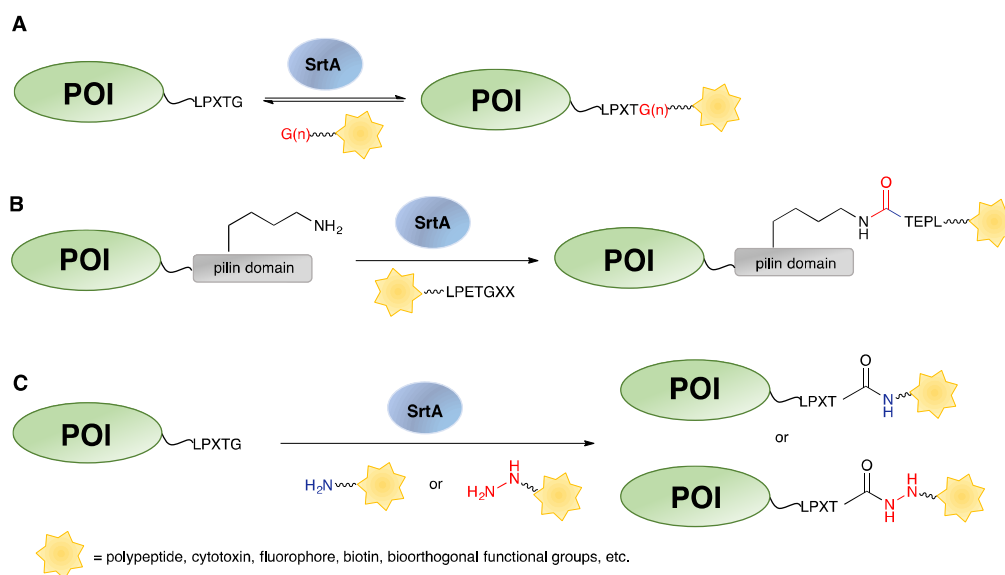 A
POI
LPXTG
SrtA
G(n)
POI
LPXTG(n)
B
POI
pilin domain
NH2
SrtA
LPETGXX
POI
pilin domain
N
H
O
TEPL
C
POI
LPXTG
SrtA
H2N
or
H2N
H
N
POI
LPXT
O
N
H
or
POI
LPXT
O
N
H
H
N
= polypeptide, cytotoxin, fluorophore, biotin, bioorthogonal functional groups, etc.